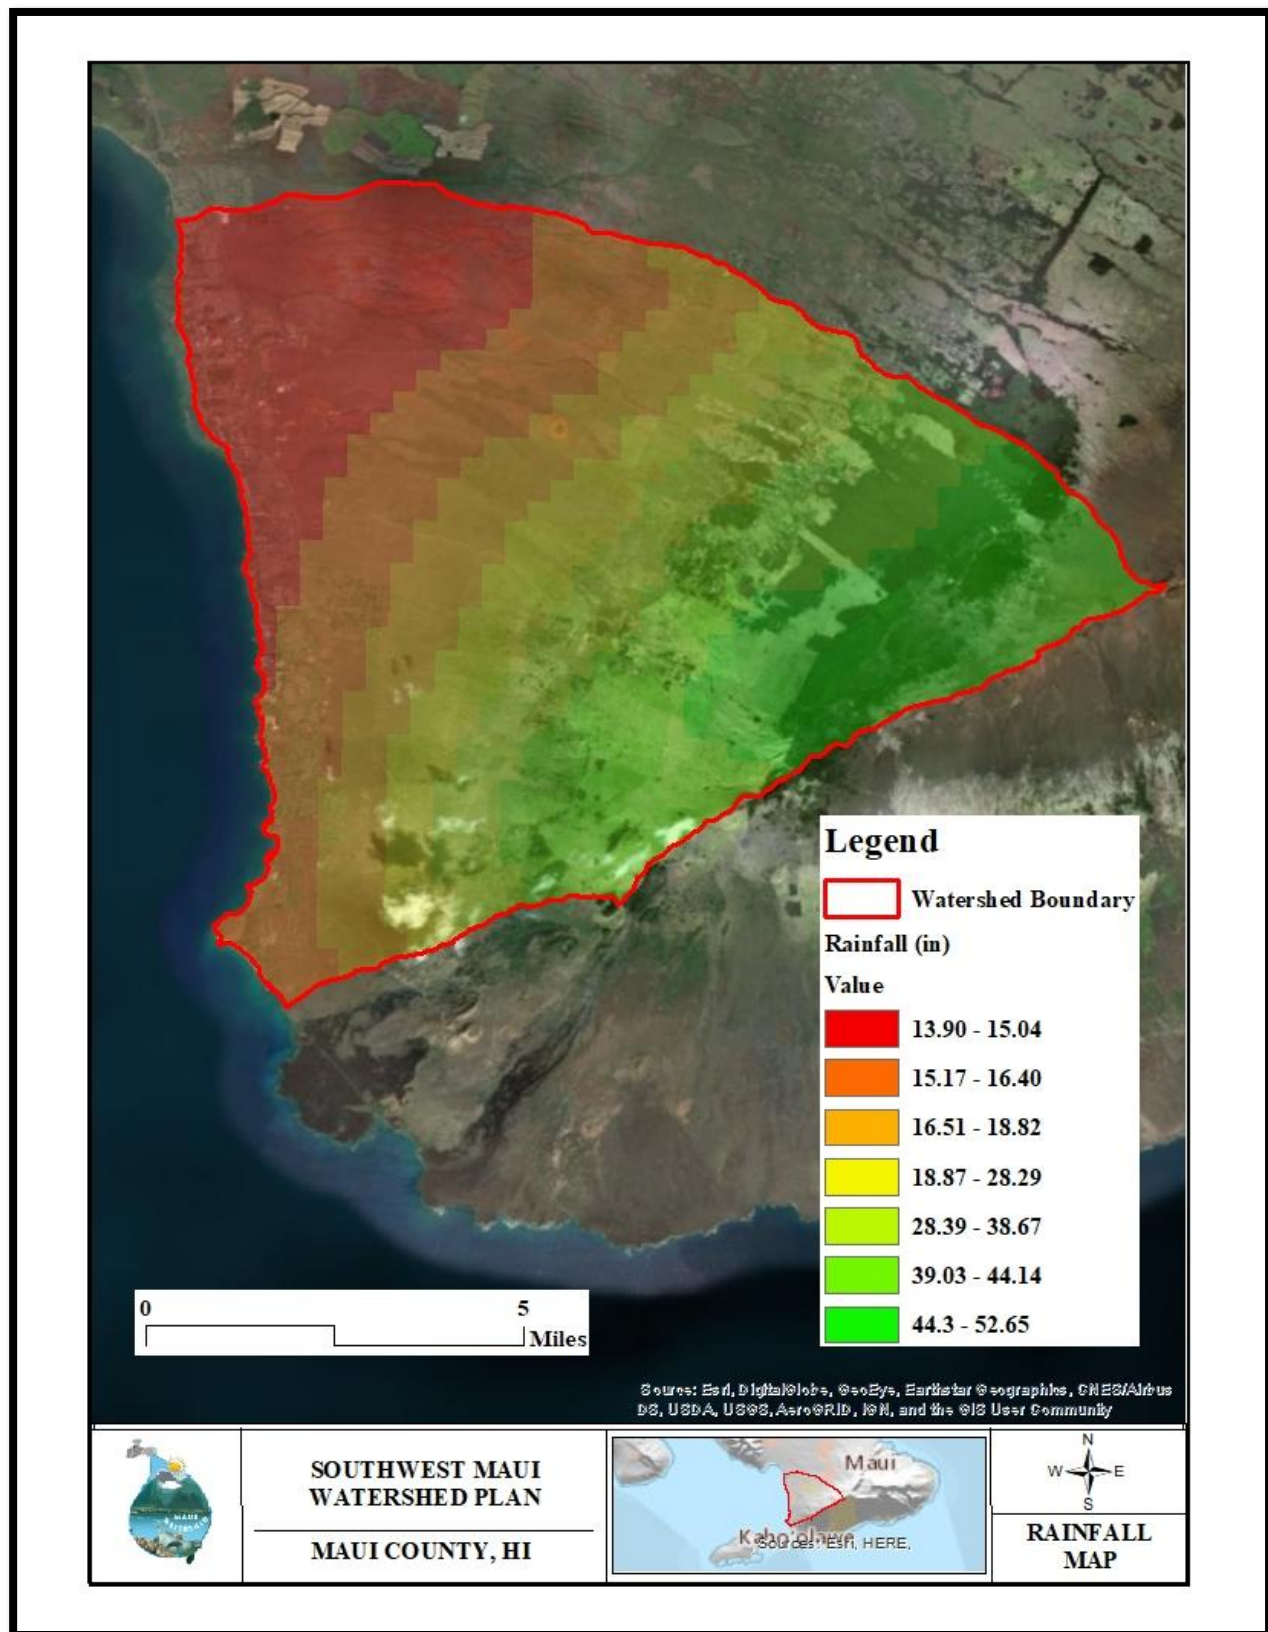 Legend
Watershed Boundary
Rainfall (in)
Value
13.90 - 15.04
15.17 - 16.40
16.51 - 18.82
18.87 - 28.29
28.39 - 38.67
39.03 - 44.14
44.3 - 52.65
0 5
Miles
Source: Esri, DigitalGlobe, GeoEye, Earthstar Geographics, CNES/Airbus
DS, USDA, USGS, AeroGRID, IGN, and the GIS User Community
SOUTHWEST MAUI
WATERSHED PLAN
MAUI COUNTY, HI
Maui
Kaho'olawe
Sources: Esri, HERE,
N
W E
S
RAINFALL
MAP